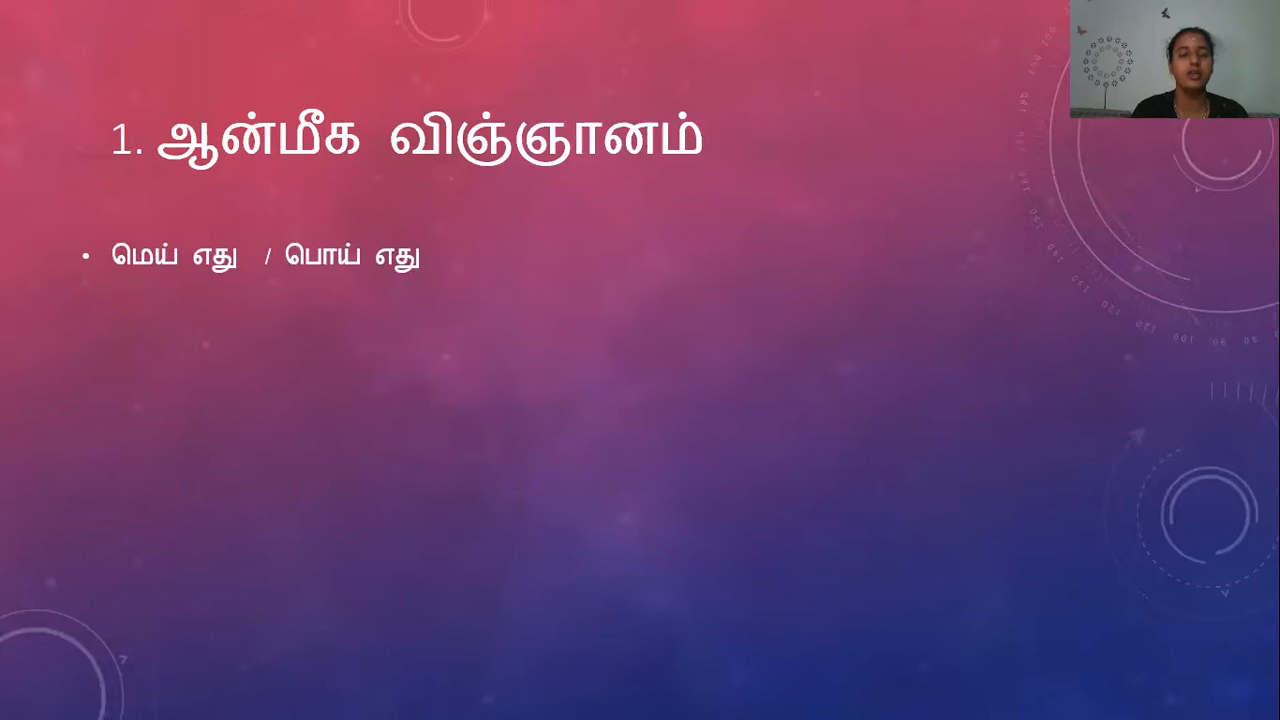 1. ஆன்மீக விஞ்ஞானம்
• மெய் எது / பொய் எது